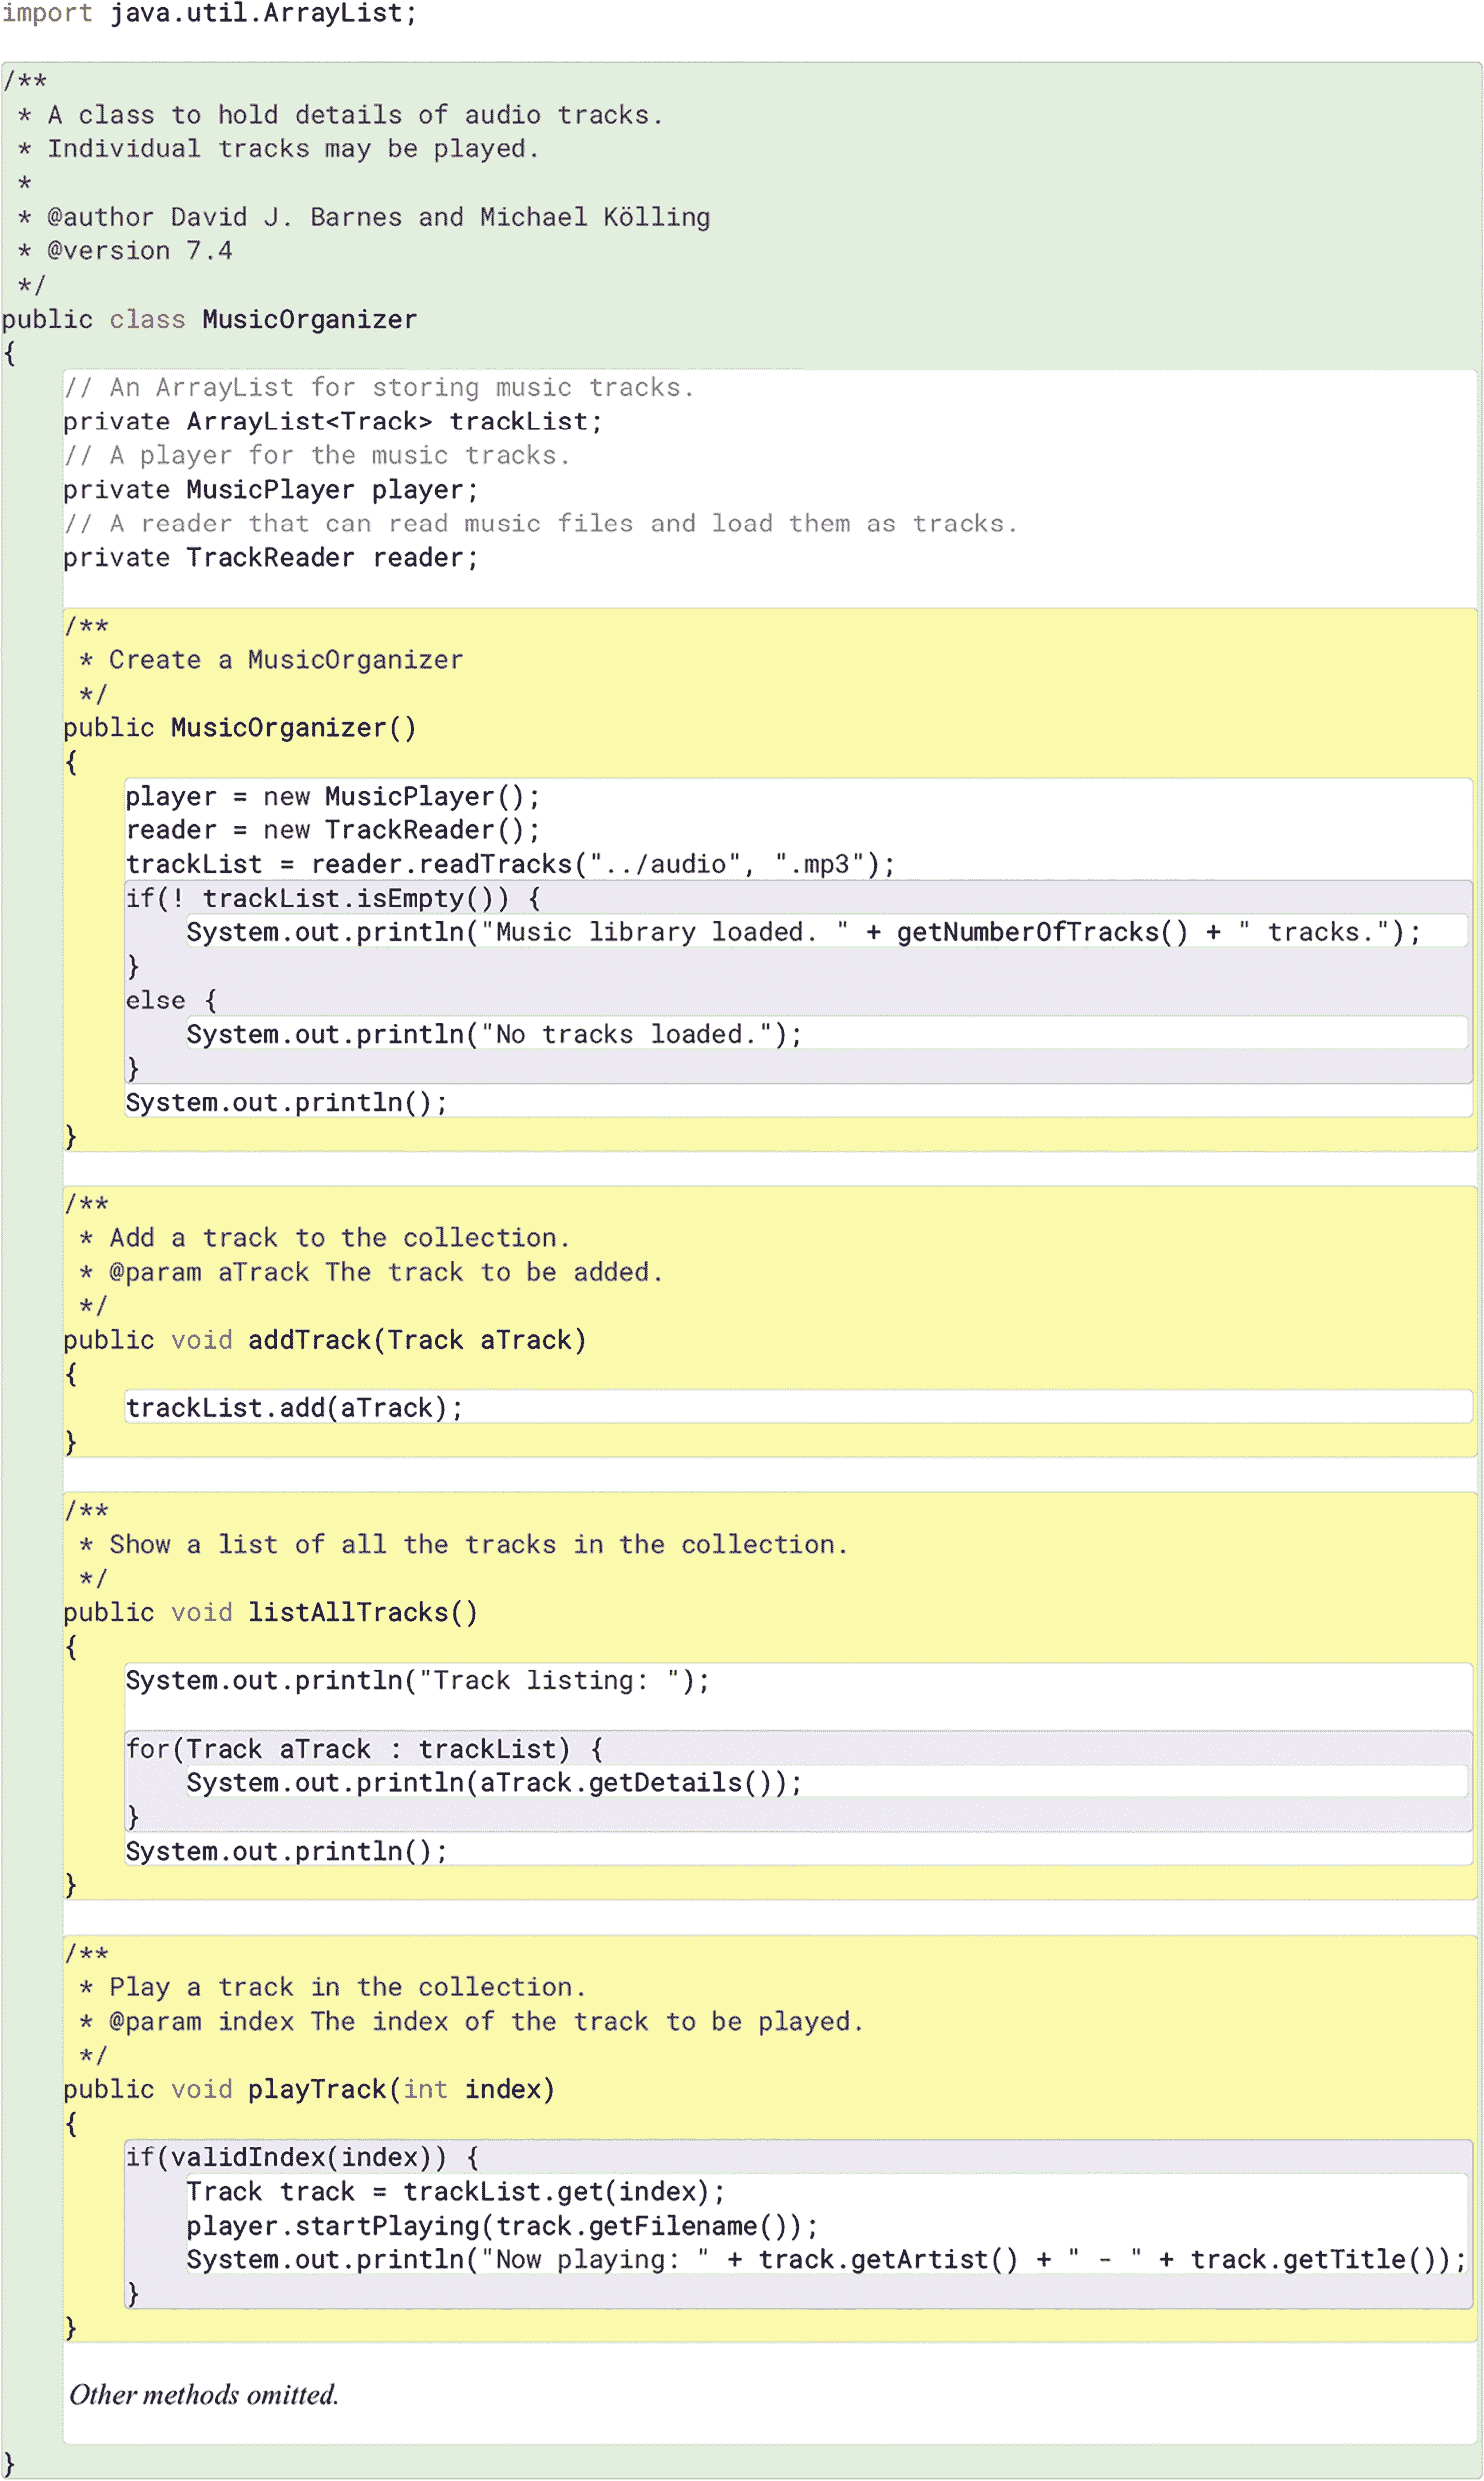 import java.util.ArrayList;
/**
 * A class to hold details of audio tracks.
 * Individual tracks may be played.
 *
 * @author David J. Barnes and Michael Kölling
 * @version 7.4
 */
public class MusicOrganizer
{
    // An ArrayList for storing music tracks.
    private ArrayList<Track> trackList;
    // A player for the music tracks.
    private MusicPlayer player;
    // A reader that can read music files and load them as tracks.
    private TrackReader reader;
    /**
     * Create a MusicOrganizer
     */
    public MusicOrganizer()
    {
        player = new MusicPlayer();
        reader = new TrackReader();
        trackList = reader.readTracks("../audio", ".mp3");
        if(! trackList.isEmpty()) {
            System.out.println("Music library loaded. " + getNumberOfTracks() + " tracks.");
        }
        else {
            System.out.println("No tracks loaded.");
        }
        System.out.println();
    }
    /**
     * Add a track to the collection.
     * @param aTrack The track to be added.
     */
    public void addTrack(Track aTrack)
    {
        trackList.add(aTrack);
    }
    /**
     * Show a list of all the tracks in the collection.
     */
    public void listAllTracks()
    {
        System.out.println("Track listing: ");
        for(Track aTrack : trackList) {
            System.out.println(aTrack.getDetails());
        }
        System.out.println();
    }
    /**
     * Play a track in the collection.
     * @param index The index of the track to be played.
     */
    public void playTrack(int index)
    {
        if(validIndex(index)) {
            Track track = trackList.get(index);
            player.startPlaying(track.getFilename());
            System.out.println("Now playing: " + track.getArtist() + " - " + track.getTitle());
        }
    }
    Other methods omitted.
}